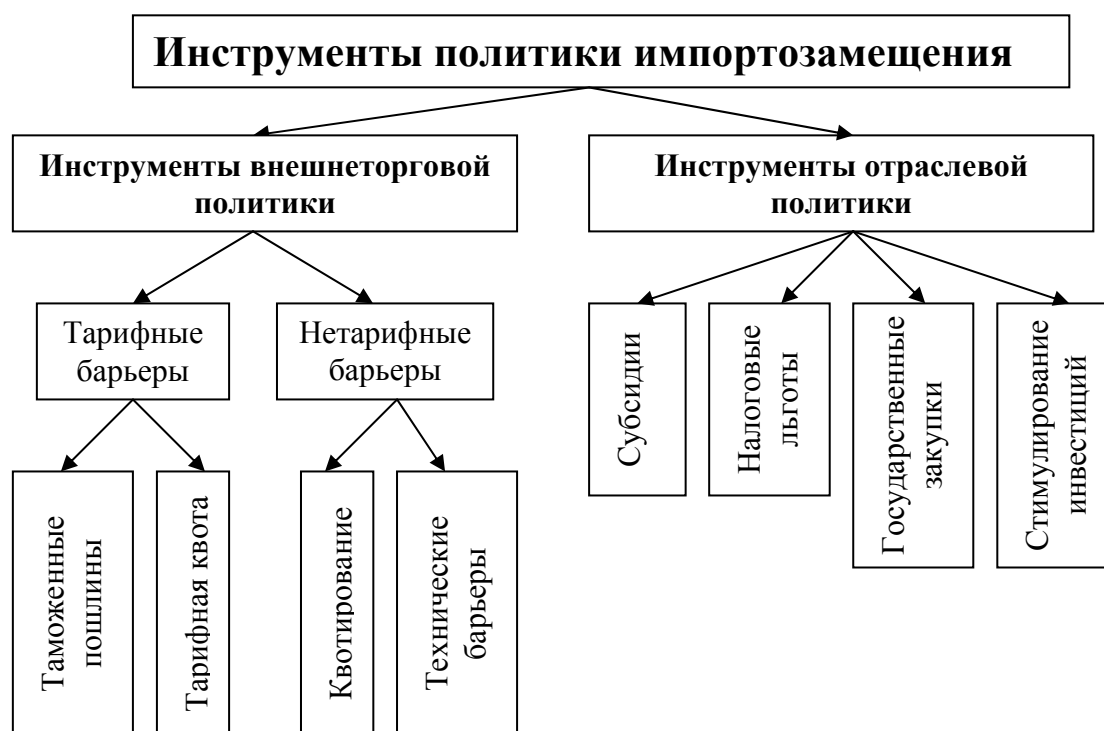 Инструменты политики импортозамещения
Инструменты внешнеторговой
политики
Инструменты отраслевой
политики
Тарифные
барьеры
Нетарифные
барьеры
Субсидии
Налоговые
льготы
Государственные
закупки
Стимулирование
инвестиций
Таможенные
пошлины
Тарифная квота
Квотирование
Технические
барьеры